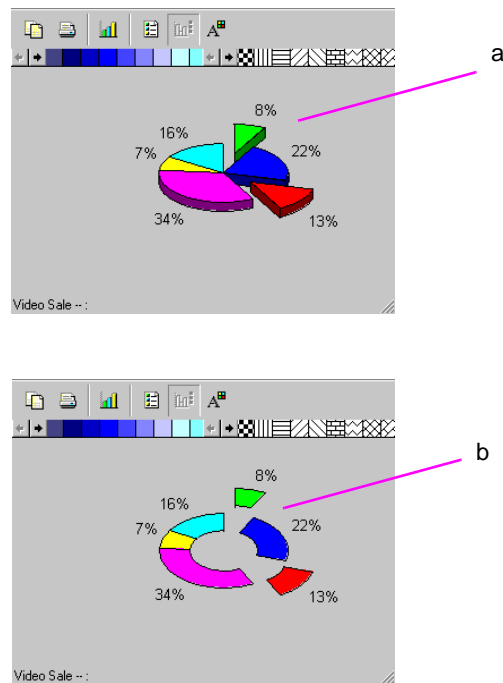 A
a
8%
16%
22%
7%
34%
13%
Video Sale -- :
A
b
8%
16%
22%
7%
34%
13%
Video Sale -- :